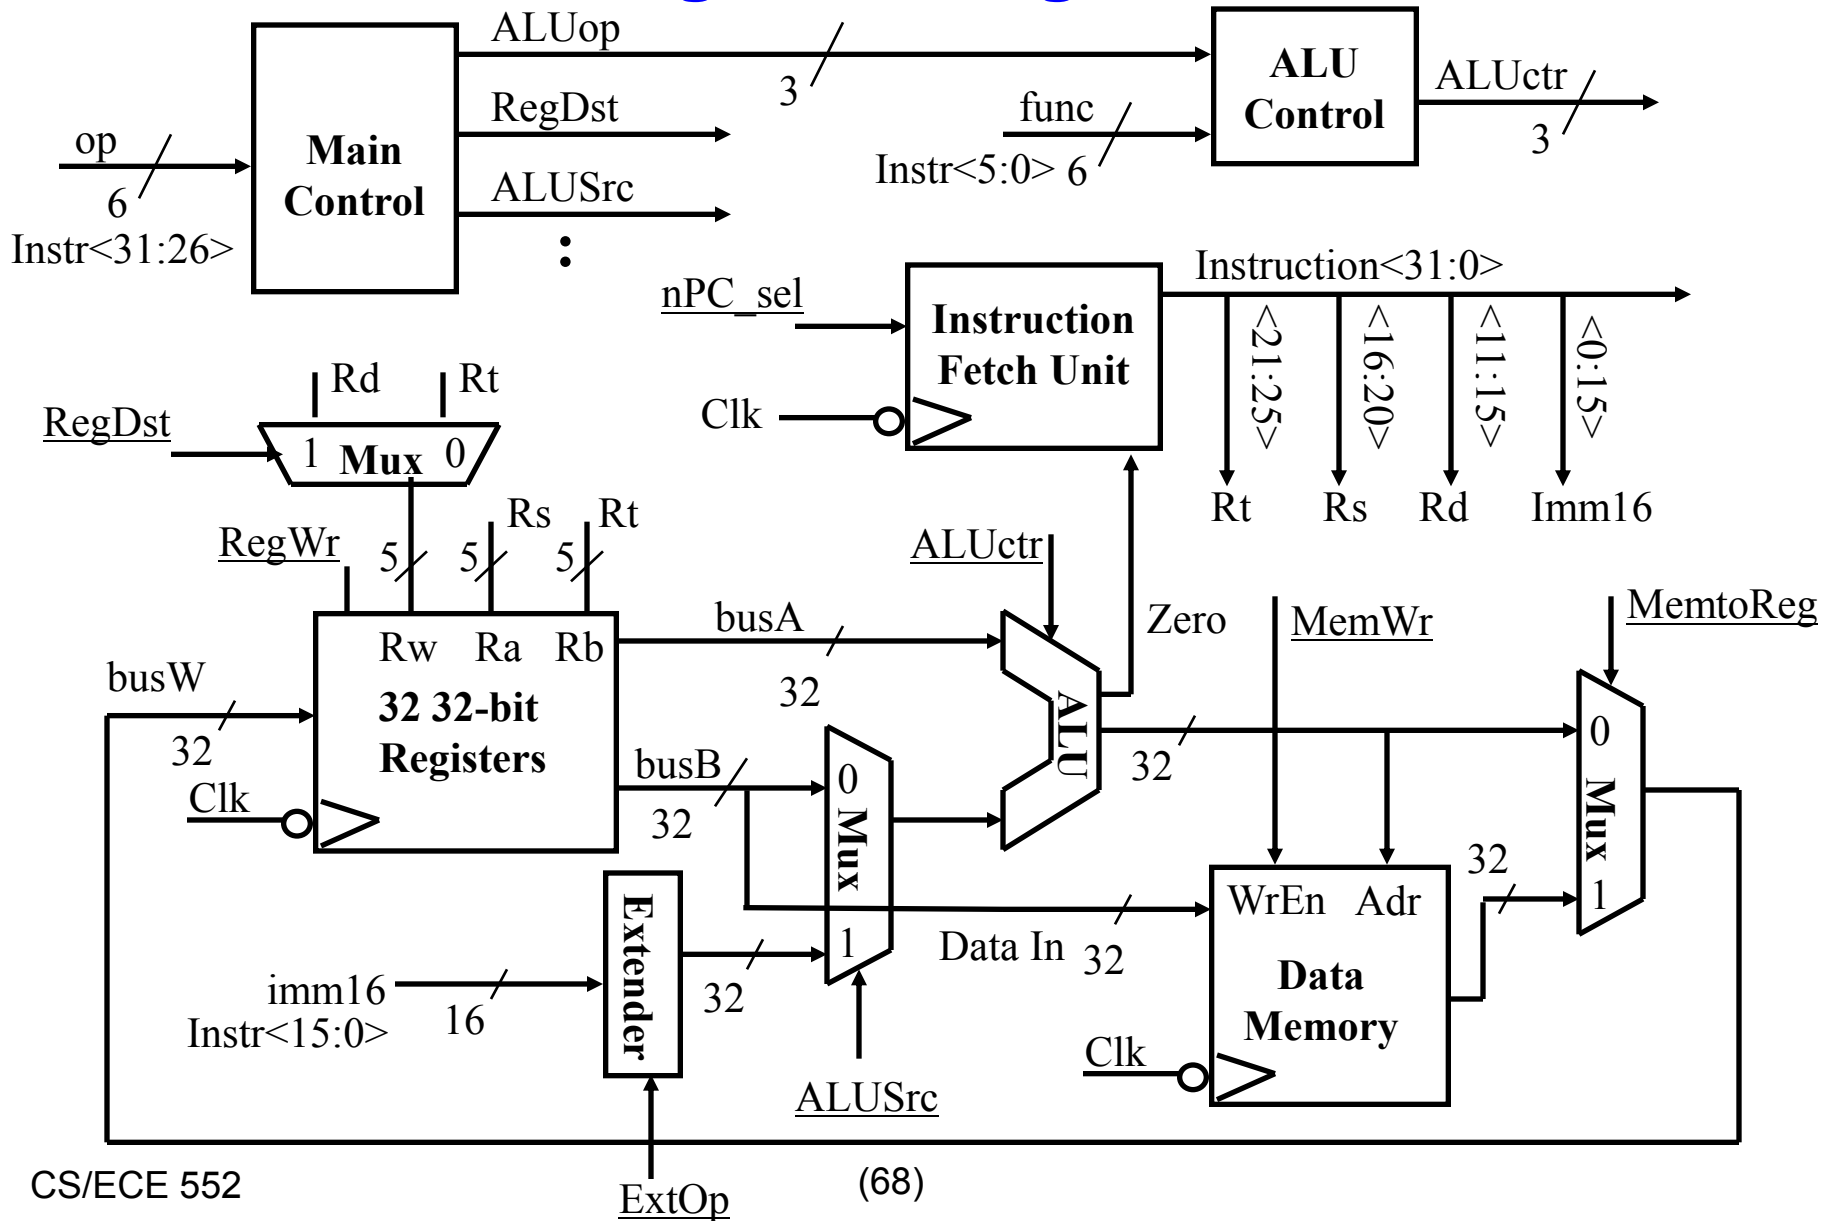 ALUop
3
ALU
Control
ALUctr
3
RegDst
func
Instr<5:0> 6
op
6
Instr<31:26>
Main
Control
ALUSrc
:
Instruction<31:0>
nPC_sel
Instruction
Fetch Unit
Clk
<21:25>
<16:20>
<11:15>
<0:15>
Rt
Rs
Rd
Imm16
Rd
Rt
RegDst
1 Mux 0
RegWr
5
5
Rs
5
Rt
ALUctr
busA
32
Zero
MemWr
MemtoReg
busW
32
Rw Ra Rb
32 32-bit
Registers
Clk
busB
32
0
Mux
1
ALU
32
0
Mux
1
32
Extender
imm16
Instr<15:0>
16
32
Data In
32
WrEn Adr
Data
Memory
Clk
ALUSrc
ExtOp
CS/ECE 552
(68)